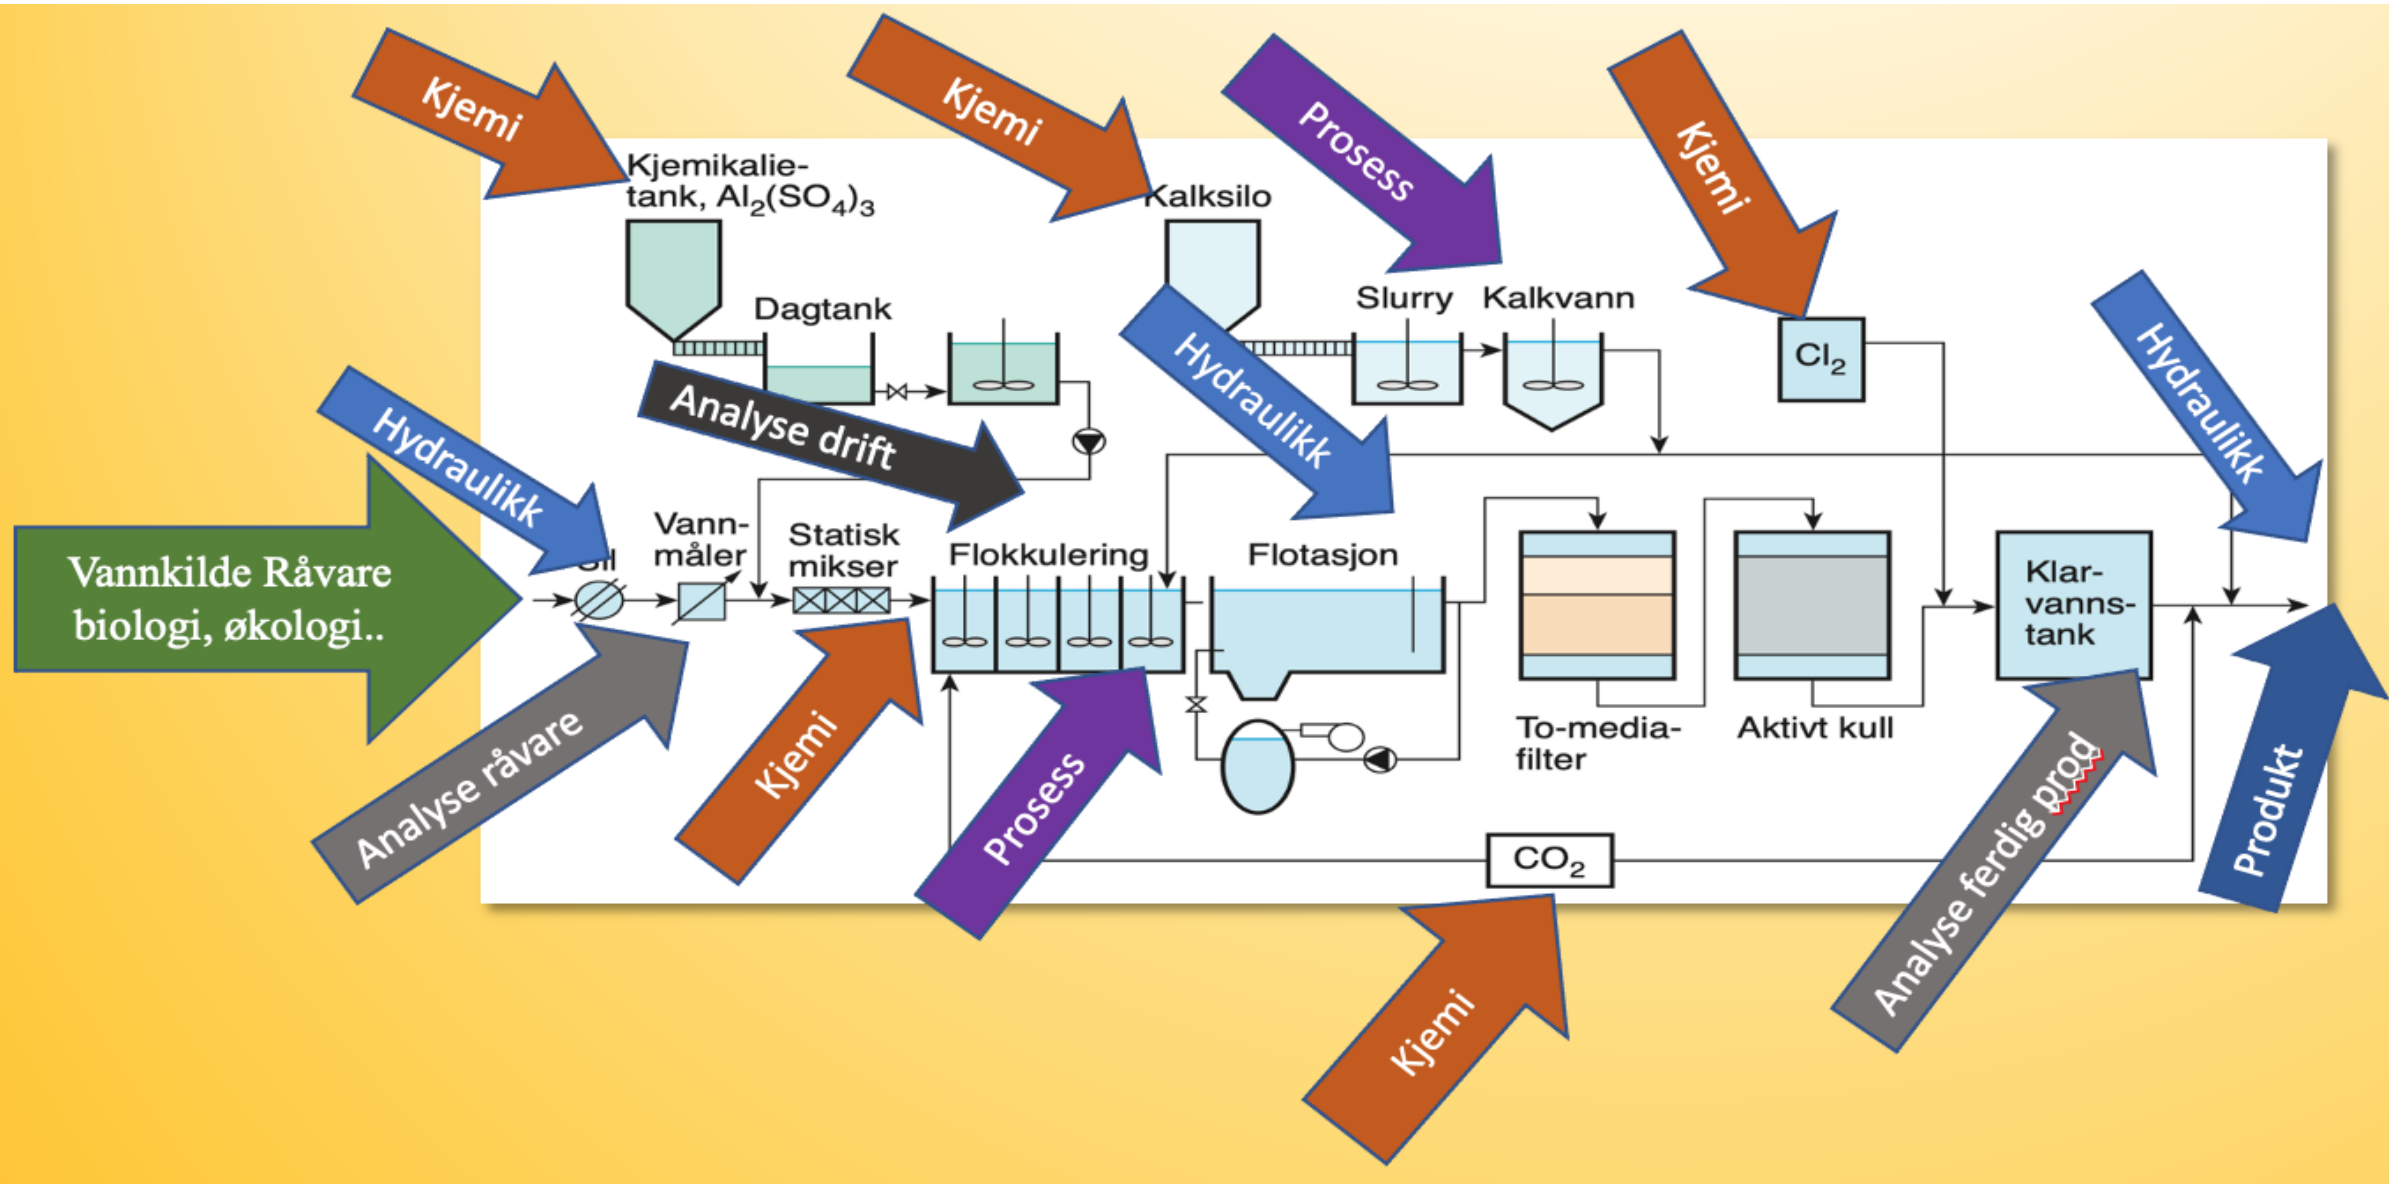 Kjemi
Kjemi
Prosess
Kjemi
Kjemikalie-
tank, Al₂(SO₄)₃
Kalksilo
Dagtank
Slurry
Kalkvann
Cl₂
Hydraulikk
Hydraulikk
Hydraulikk
Analyse drift
Vannkilde Råvare
biologi, økologi..
Sil
Vann-
måler
Statisk
mikser
Flokkulering
Flotasjon
Klar-
vanns-
tank
To-media-
filter
Aktivt kull
Analyse råvare
Kjemi
Prosess
CO₂
Kjemi
Analyse ferdig prod
Produkt